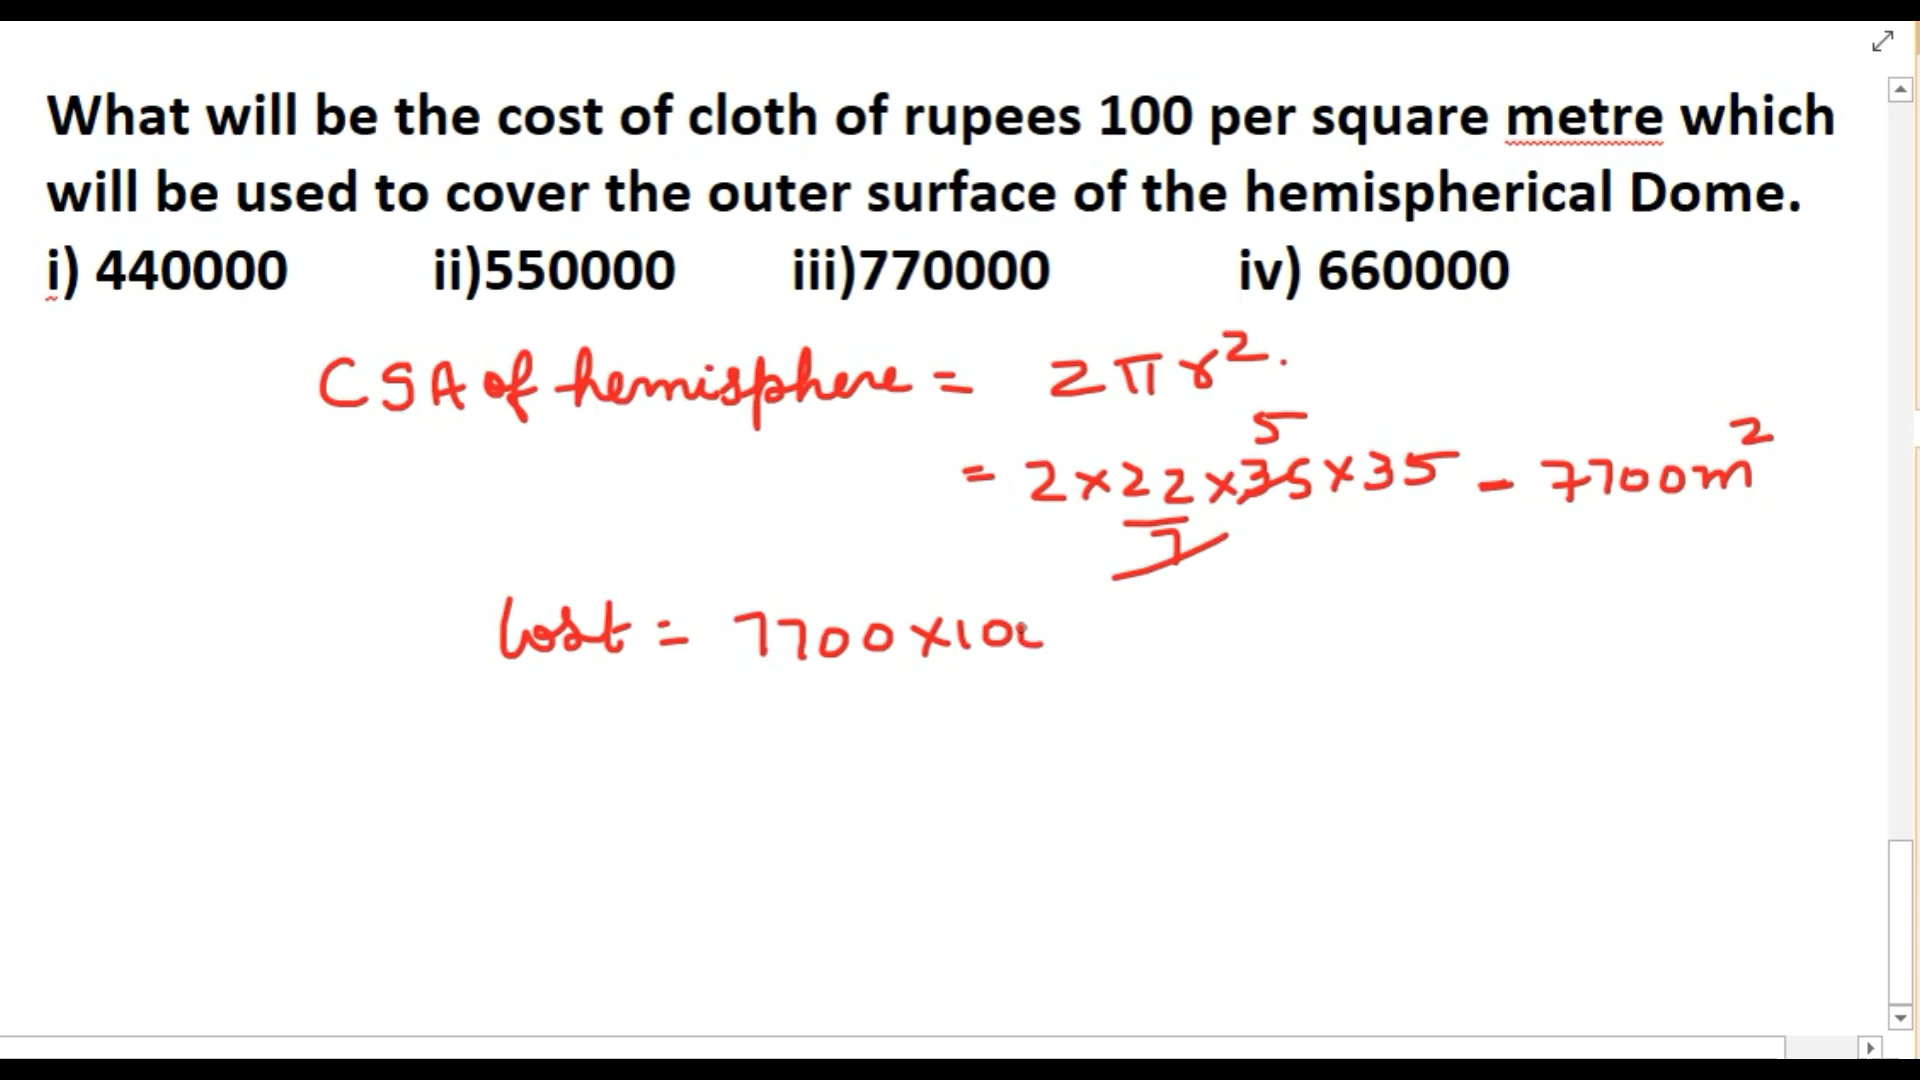 What will be the cost of cloth of rupees 100 per square metre which
will be used to cover the outer surface of the hemispherical Dome.
i) 440000 ii)550000 iii)770000 iv) 660000
CSA of hemisphere = 2πr².
5
= 2×22×35×35 - 7700m²
7
Cost = 7700×100